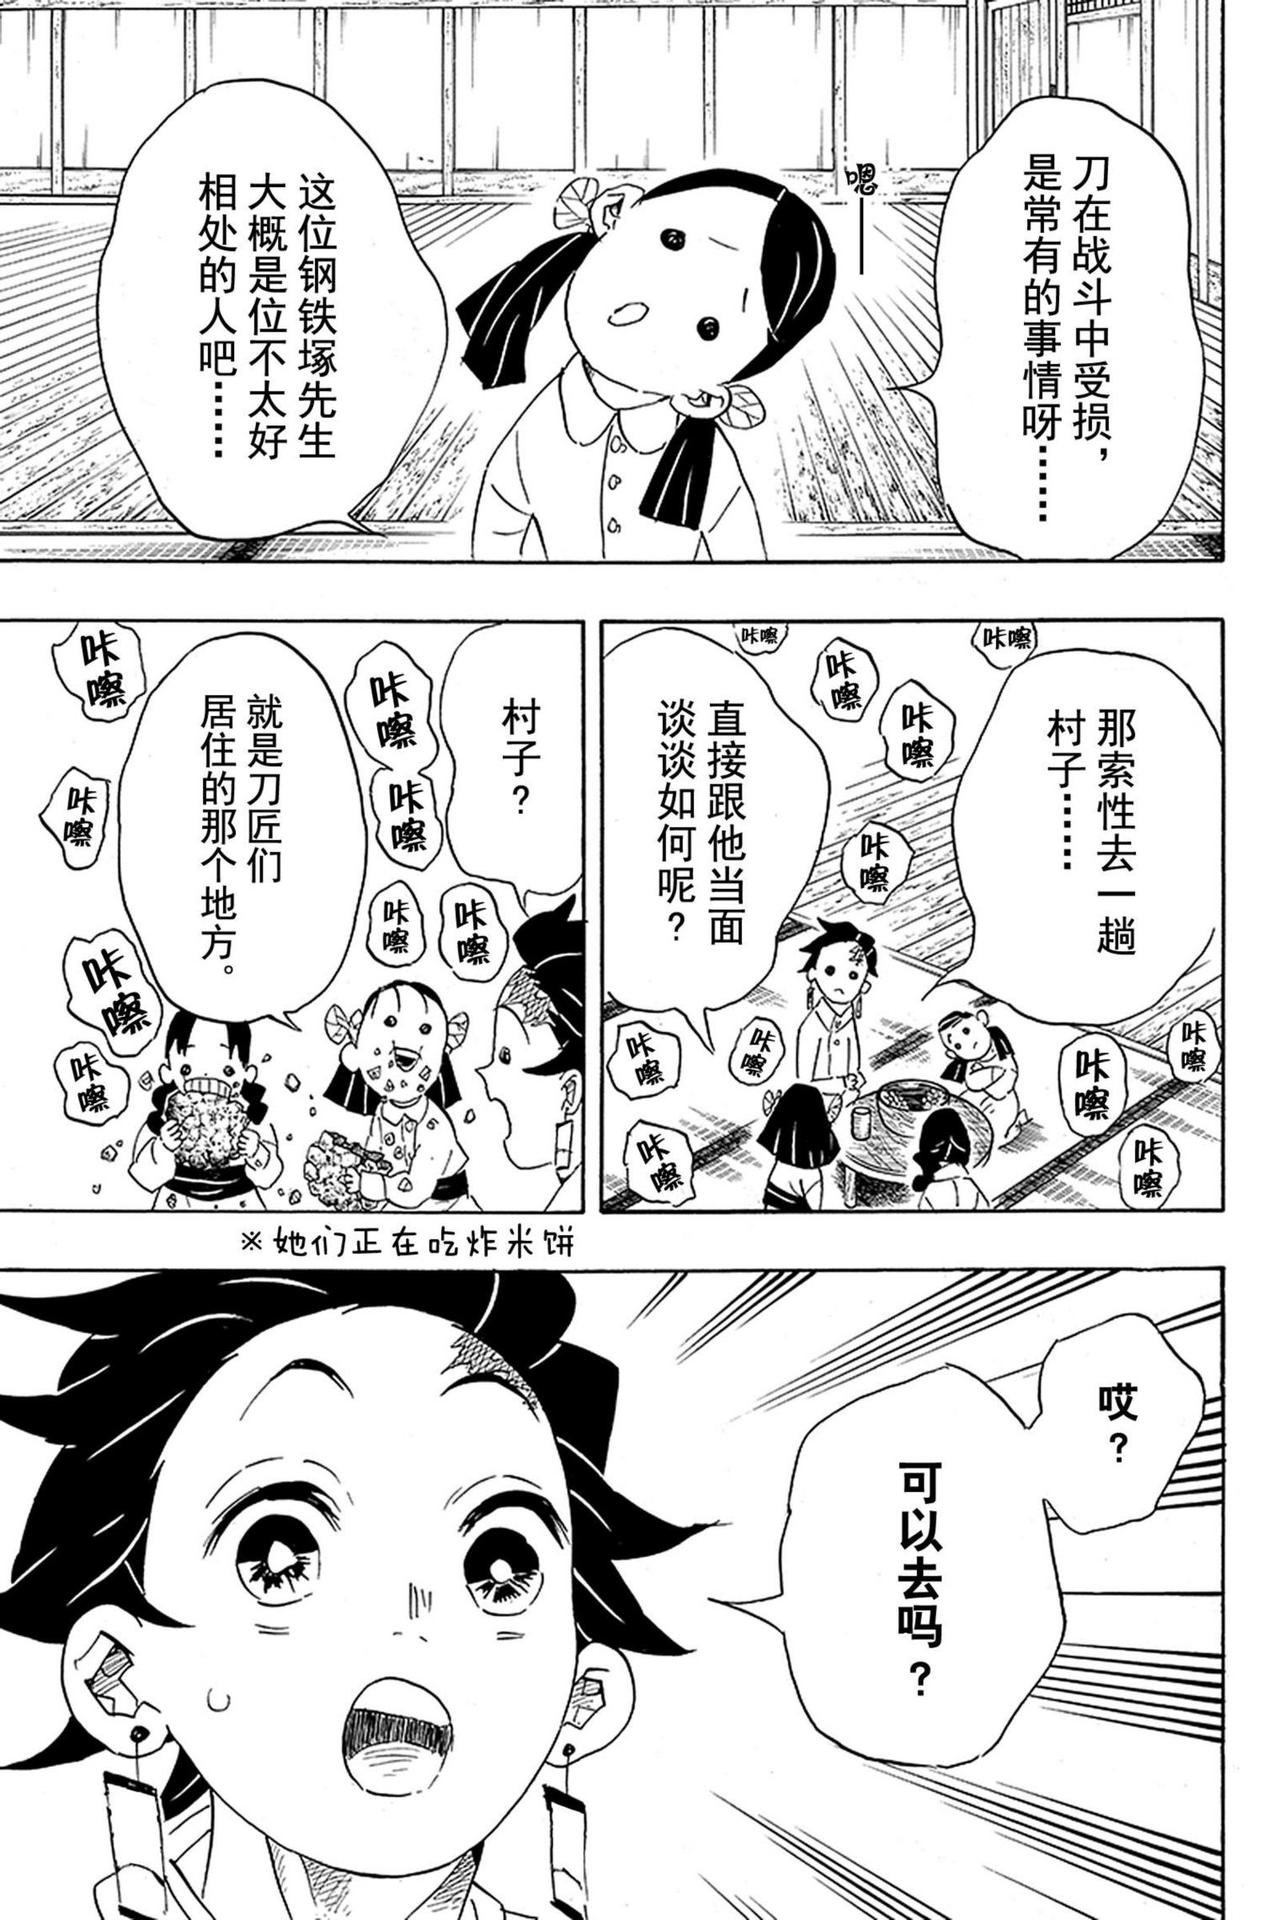 刀在战斗中受损，
是常有的事情呀……
嗯——
这位钢铁塚先生
大概是位不太好
相处的人吧……
那索性去一趟
村子……
直接跟他当面
谈谈如何呢？
咔嚓
咔嚓
咔嚓
咔嚓
咔嚓
咔嚓
咔嚓
咔嚓
咔嚓
咔嚓
咔嚓
村子？
就是刀匠们
居住的那个地方。
咔嚓
咔嚓
咔嚓
咔嚓
咔嚓
咔嚓
咔嚓
咔嚓
※她们正在吃炸米饼
哎？
可以去吗？